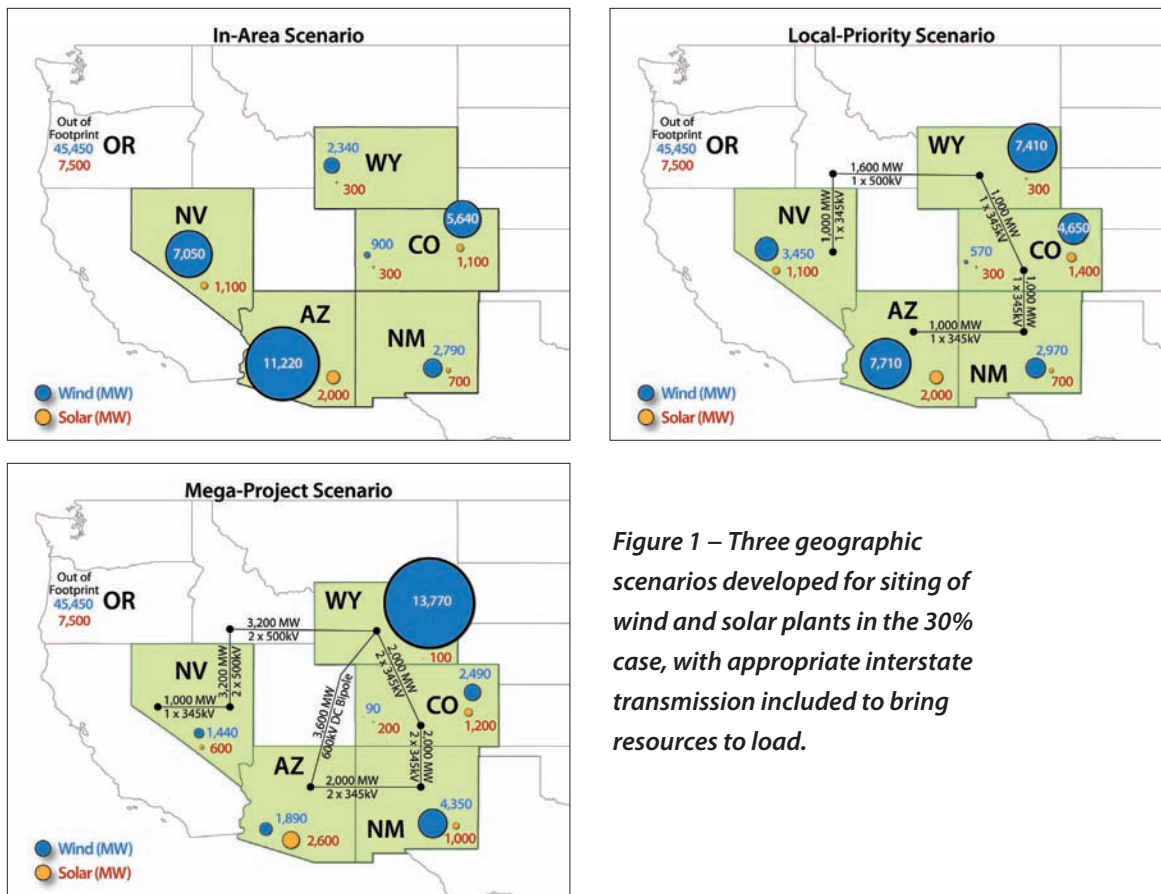 In-Area Scenario
Out of
Footprint
45,450
7,500
OR
2,340
WY
300
NV
7,050
1,100
5,640
900
CO
300
1,100
AZ
11,220
2,000
NM
2,790
700
Wind (MW)
Solar (MW)
Local-Priority Scenario
Out of
Footprint
45,450
7,500
OR
WY
7,410
300
1,600 MW
1 x 500kV
1,000 MW
1 x 345kV
1,000 MW
1 x 345kV
NV
3,450
1,100
4,650
570
CO
300
1,400
1,000 MW
1 x 345kV
AZ
1,000 MW
1 x 345kV
7,710
2,000
NM
2,970
700
Wind (MW)
Solar (MW)
Mega-Project Scenario
Out of
Footprint
45,450
7,500
OR
WY
13,770
100
3,200 MW
2 x 500kV
3,200 MW
2 x 500kV
2,000 MW
2 x 345kV
NV
1,000 MW
1 x 345kV
1,440
600
3,600 MW
600kV DC Bipole
2,490
90
CO
200
1,200
2,000 MW
2 x 345kV
AZ
2,000 MW
2 x 345kV
1,890
2,600
NM
4,350
1,000
Wind (MW)
Solar (MW)
Figure 1 – Three geographic
scenarios developed for siting of
wind and solar plants in the 30%
case, with appropriate interstate
transmission included to bring
resources to load.